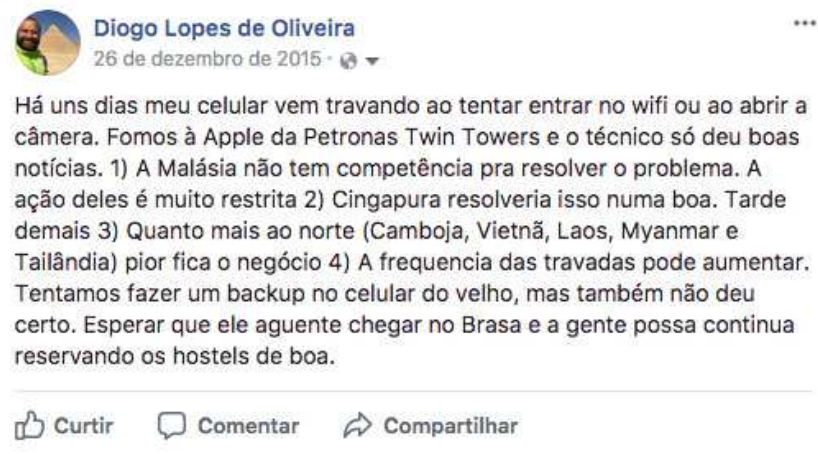 Diogo Lopes de Oliveira
26 de dezembro de 2015 ·
Há uns dias meu celular vem travando ao tentar entrar no wifi ou ao abrir a
câmera. Fomos à Apple da Petronas Twin Towers e o técnico só deu boas
notícias. 1) A Malásia não tem competência pra resolver o problema. A
ação deles é muito restrita 2) Cingapura resolveria isso numa boa. Tarde
demais 3) Quanto mais ao norte (Camboja, Vietnã, Laos, Myanmar e
Tailândia) pior fica o negócio 4) A frequencia das travadas pode aumentar.
Tentamos fazer um backup no celular do velho, mas também não deu
certo. Esperar que ele aguente chegar no Brasa e a gente possa continua
reservando os hostels de boa.
Curtir Comentar Compartilhar